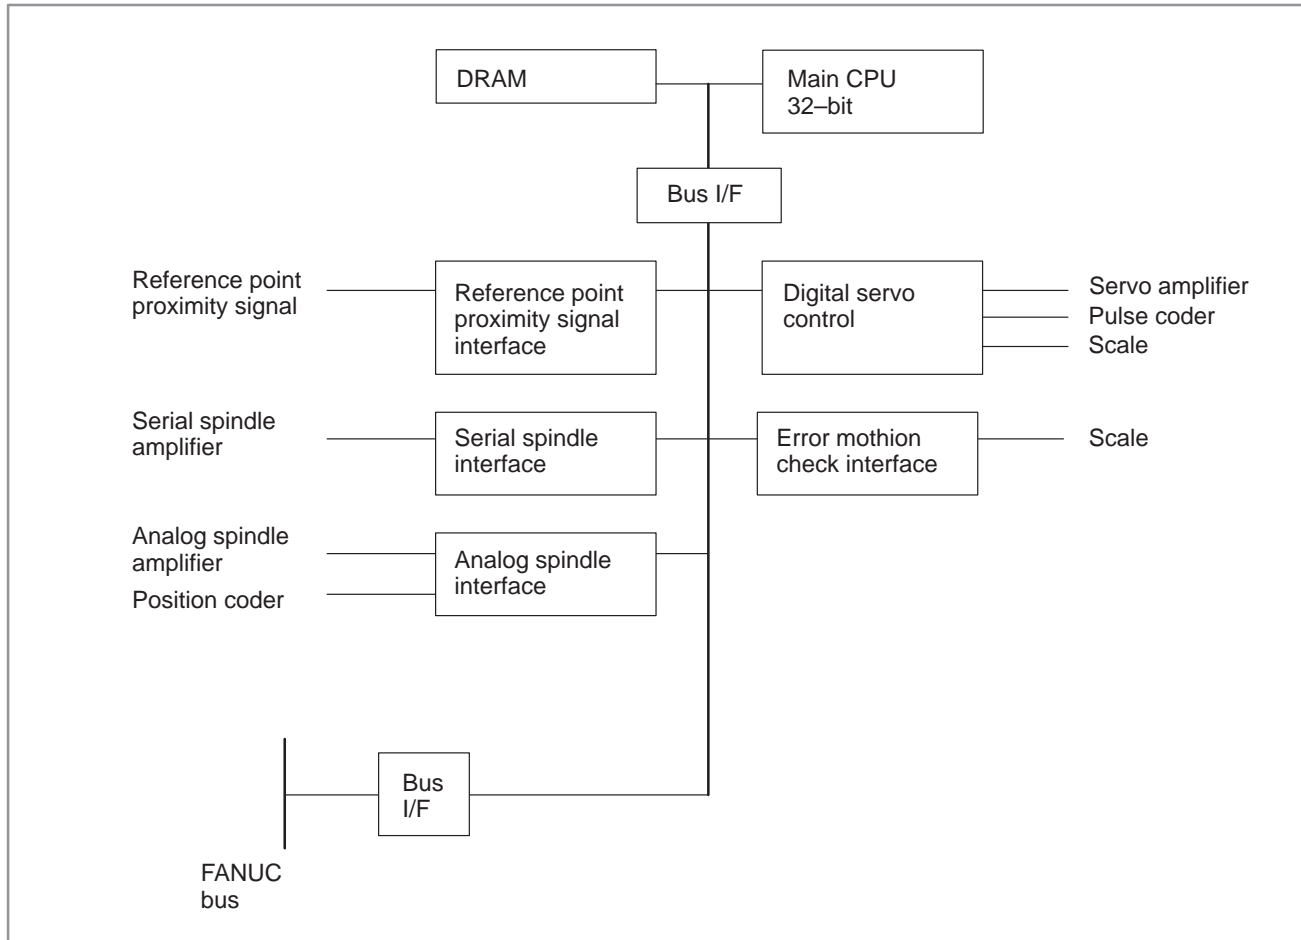 DRAM
Main CPU
32–bit
Bus I/F
Reference point
proximity signal
Reference point
proximity signal
interface
Digital servo
control
Servo amplifier
Pulse coder
Scale
Serial spindle
amplifier
Serial spindle
interface
Error mothion
check interface
Scale
Analog spindle
amplifier
Position coder
Analog spindle
interface
Bus
I/F
FANUC
bus